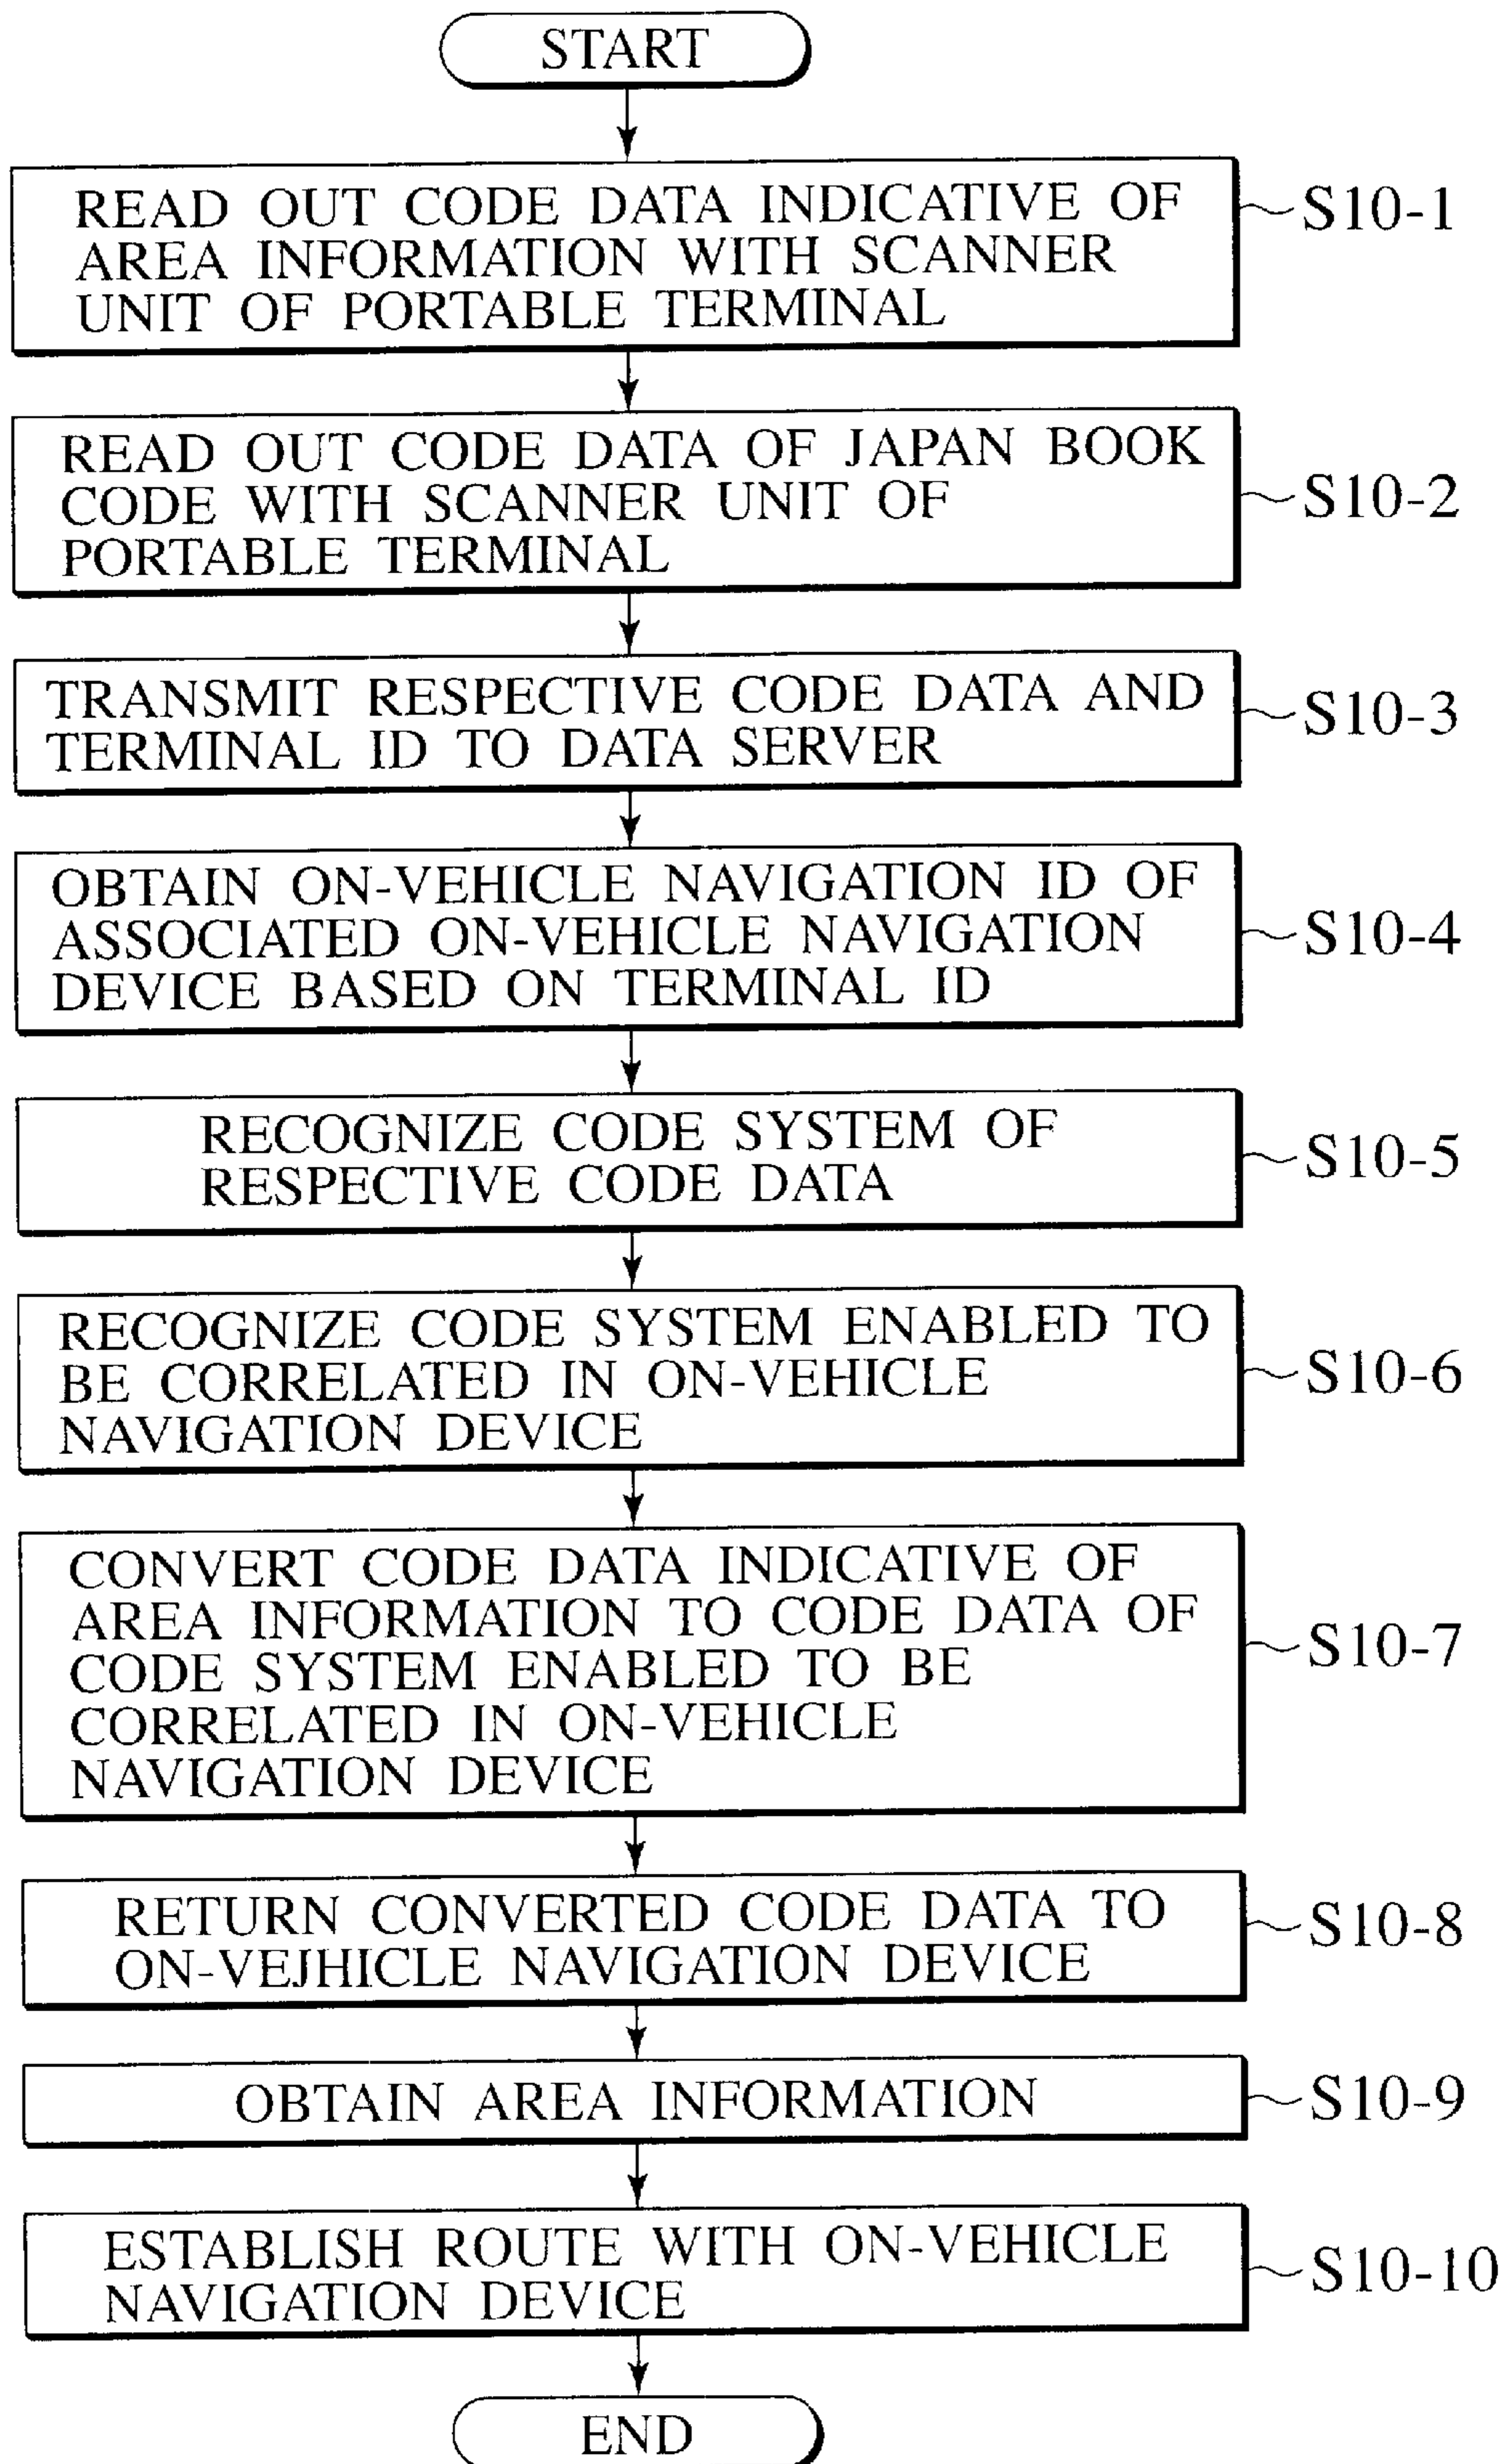 START
READ OUT CODE DATA INDICATIVE OF
AREA INFORMATION WITH SCANNER
UNIT OF PORTABLE TERMINAL
S10-1
READ OUT CODE DATA OF JAPAN BOOK
CODE WITH SCANNER UNIT OF
PORTABLE TERMINAL
S10-2
TRANSMIT RESPECTIVE CODE DATA AND
TERMINAL ID TO DATA SERVER
S10-3
OBTAIN ON-VEHICLE NAVIGATION ID OF
ASSOCIATED ON-VEHICLE NAVIGATION
DEVICE BASED ON TERMINAL ID
S10-4
RECOGNIZE CODE SYSTEM OF
RESPECTIVE CODE DATA
S10-5
RECOGNIZE CODE SYSTEM ENABLED TO
BE CORRELATED IN ON-VEHICLE
NAVIGATION DEVICE
S10-6
CONVERT CODE DATA INDICATIVE OF
AREA INFORMATION TO CODE DATA OF
CODE SYSTEM ENABLED TO BE
CORRELATED IN ON-VEHICLE
NAVIGATION DEVICE
S10-7
RETURN CONVERTED CODE DATA TO
ON-VEJHICLE NAVIGATION DEVICE
S10-8
OBTAIN AREA INFORMATION
S10-9
ESTABLISH ROUTE WITH ON-VEHICLE
NAVIGATION DEVICE
S10-10
END